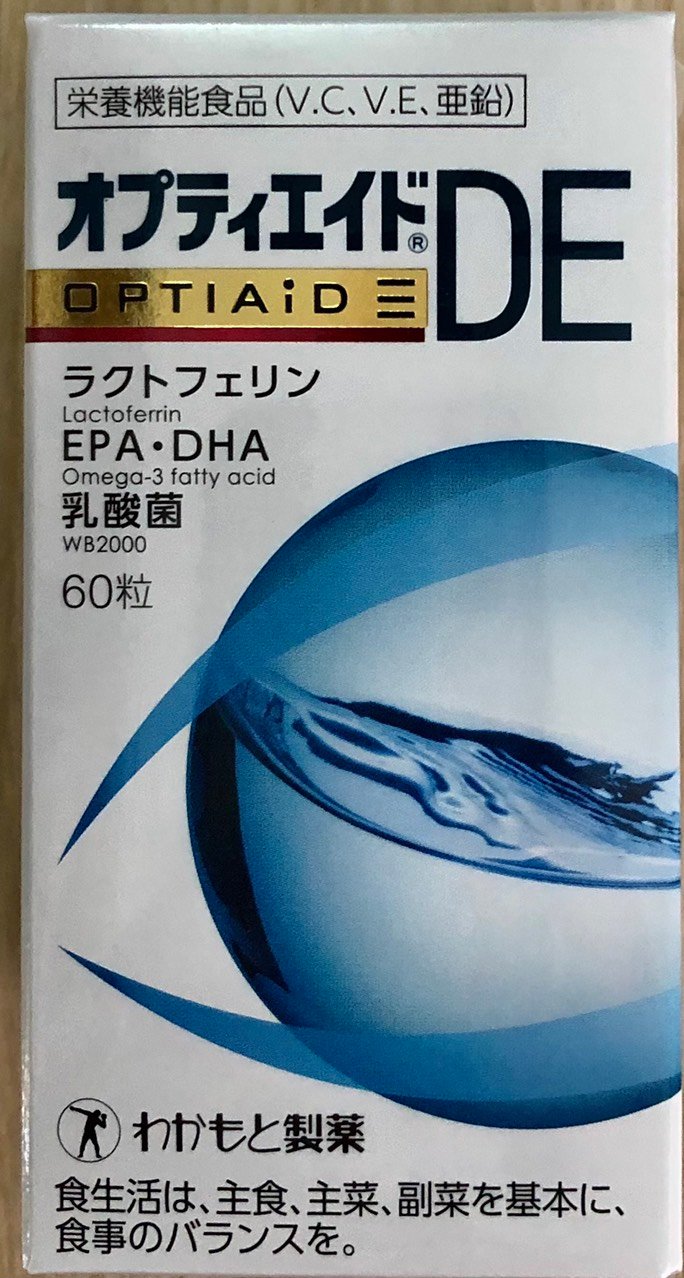 栄養機能食品(V.C、V.E、亜鉛)
オプティエイド® DE
OPTIAiD
ラクトフェリン
Lactoferrin
EPA・DHA
Omega-3 fatty acid
乳酸菌
WB2000
60粒
わかもと製薬
食生活は、主食、主菜、副菜を基本に、
食事のバランスを。